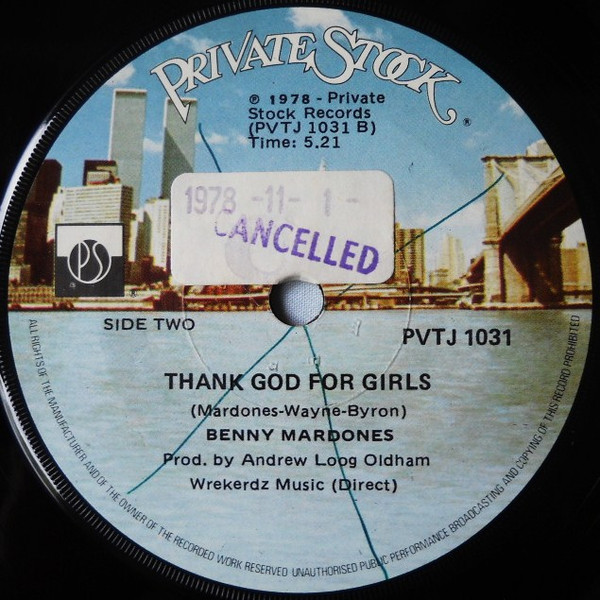 PRIVATE STOCK
®
℗ 1978 - Private
Stock Records
(PVTJ 1031 B)
Time: 5.21
1978 -11- 1 -
CANCELLED
PS
®
SIDE TWO
PVTJ 1031
THANK GOD FOR GIRLS
(Mardones-Wayne-Byron)
BENNY MARDONES
Prod. by Andrew Loog Oldham
Wrekerdz Music (Direct)
ALL RIGHTS OF THE MANUFACTURER AND OF THE OWNER OF THE RECORDED WORK RESERVED UNAUTHORISED PUBLIC PERFORMANCE BROADCASTING AND COPYING OF THIS RECORD PROHIBITED